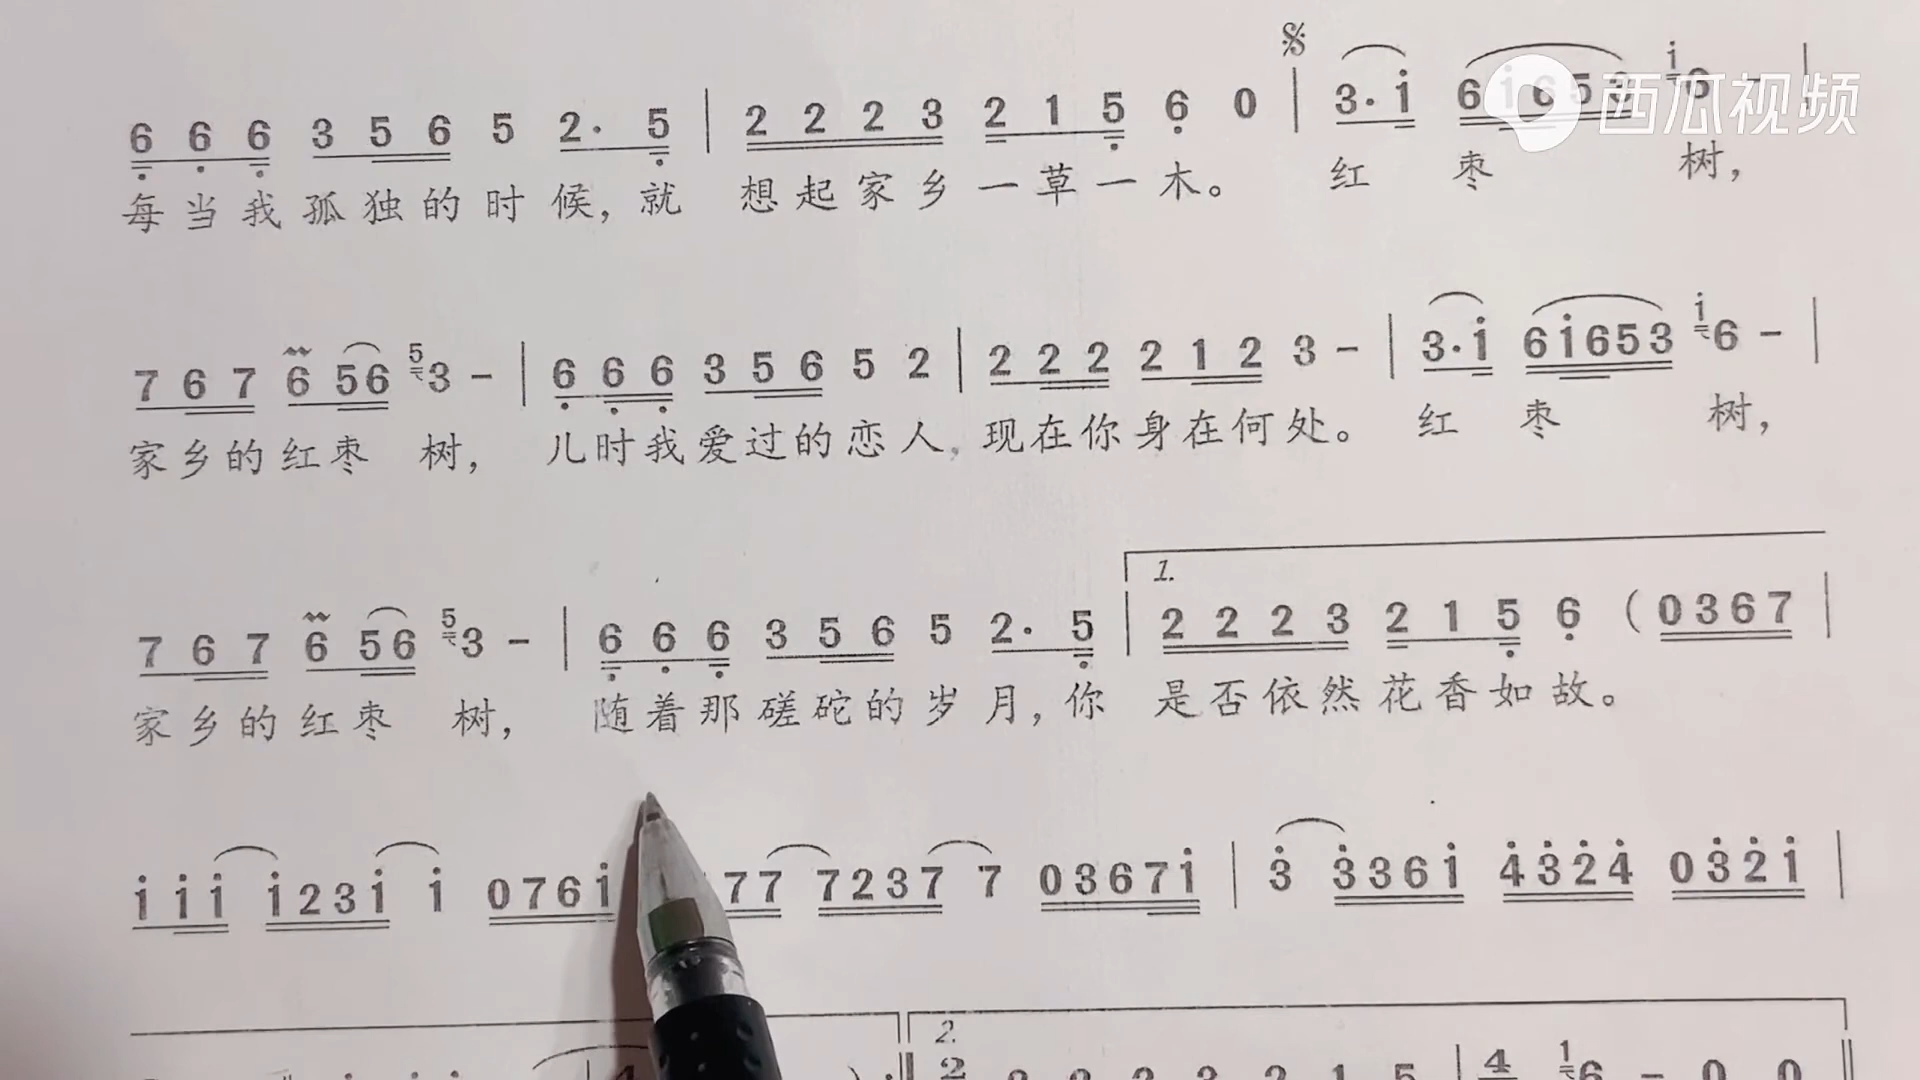 西瓜视频
6 6 6 3 5 6 5 2· 5 | 2 2 2 3 2 1 5 6 0 | 3·i 6i653 i6 - |
每当我孤独的时候，就 想起家乡一草一木。 红 枣 树，
7 6 7 6 56 53 - | 6 6 6 3 5 6 5 2 | 2 2 2 2 1 2 3 - | 3·i 6i653 i6 - |
家乡的红枣 树， 儿时我爱过的恋人，现在你身在何处。 红 枣 树，
1.
7 6 7 6 56 53 - | 6 6 6 3 5 6 5 2· 5 | 2 2 2 3 2 1 5 6 (0367 |
家乡的红枣 树， 随着那磋砣的岁月，你 是否依然花香如故。
i i i i 2 3 i i 0 7 6 i 7 7 7 2 3 7 7 0 3 6 7 i | 3 3 3 6 i 4 3 2 4 0 3 2 i |
2.